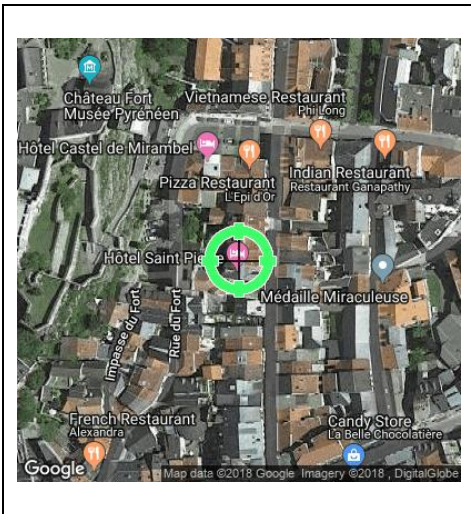 Château Fort
Musée Pyrénéen
Vietnamese Restaurant
Phi Long
Hôtel Castel de Mirambel
Pizza Restaurant
L'Epi d'Or
Indian Restaurant
Restaurant Ganapathy
Hôtel Saint Pierre
Médaille Miraculeuse
Impasse du Fort
Rue du Fort
French Restaurant
Alexandra
Candy Store
La Belle Chocolatière
Google
Map data ©2018 Google Imagery ©2018 , DigitalGlobe